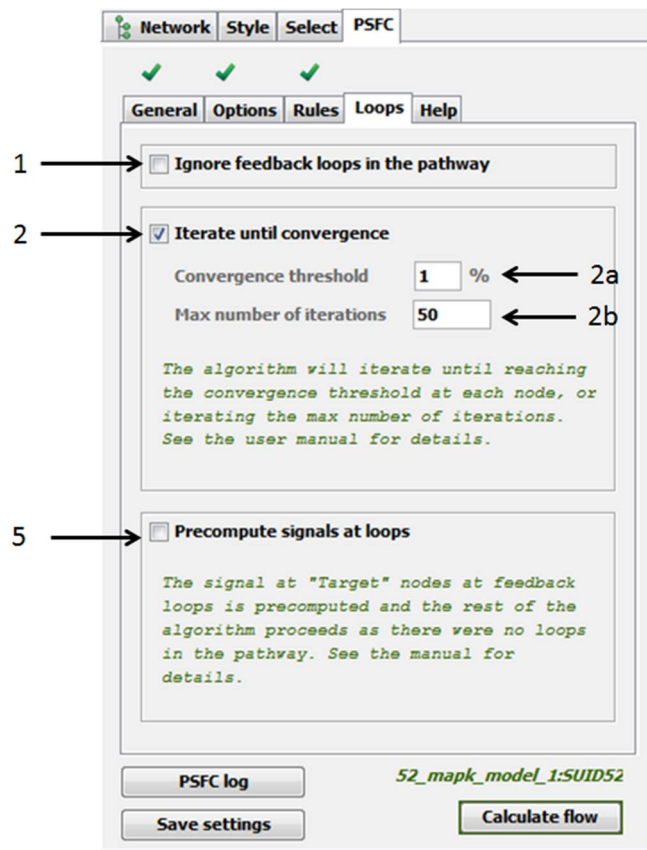 Network Style Select PSFC
General Options Rules Loops Help
1 Ignore feedback loops in the pathway
2 Iterate until convergence
Convergence threshold 1 % 2a
Max number of iterations 50 2b
The algorithm will iterate until reaching
the convergence threshold at each node, or
iterating the max number of iterations.
See the user manual for details.
5 Precompute signals at loops
The signal at "Target" nodes at feedback
loops is precomputed and the rest of the
algorithm proceeds as there were no loops
in the pathway. See the manual for
details.
PSFC log 52_mapk_model_1:SUID52
Save settings Calculate flow